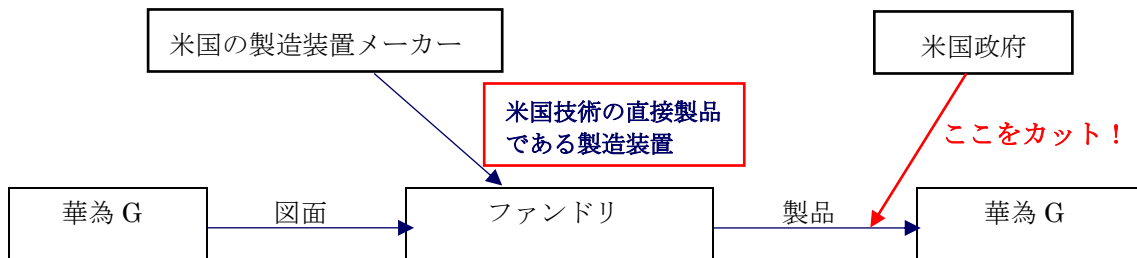 米国の製造装置メーカー
米国政府
米国技術の直接製品
である製造装置
ここをカット！
華為 G
図面
ファンドリ
製品
華為 G